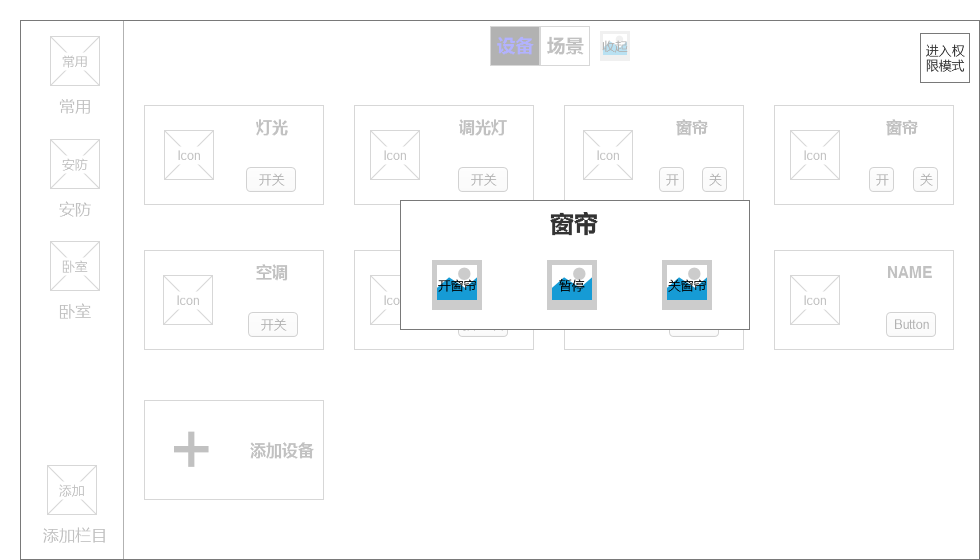 设备
场景
收起
进入权
限模式
常用
常用
安防
安防
卧室
卧室
添加
添加栏目
灯光
Icon
开关
调光灯
Icon
开关
窗帘
Icon
开
关
窗帘
Icon
开
关
窗帘
开窗帘
暂停
关窗帘
空调
Icon
开关
NAME
Icon
Button
添加设备